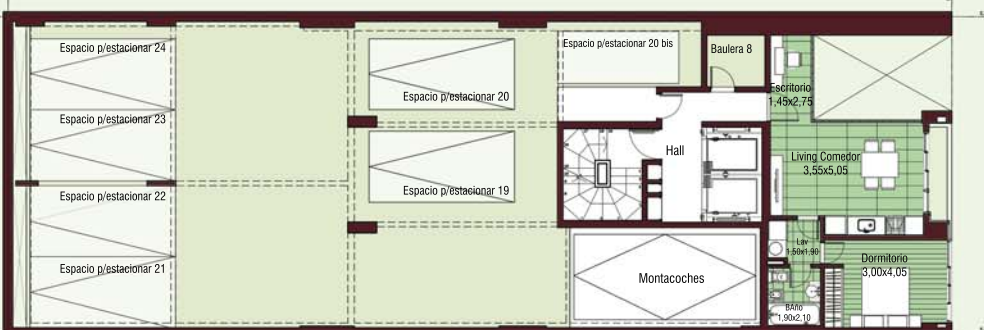 Espacio p/estacionar 24
Espacio p/estacionar 23
Espacio p/estacionar 22
Espacio p/estacionar 21
Espacio p/estacionar 20
Espacio p/estacionar 19
Espacio p/estacionar 20 bis
Baulera 8
Hall
Montacoches
Escritorio
1,45x2,75
Living Comedor
3,55x5,05
Lav
1,50x1,90
Dormitorio
3,00x4,05
BAño
1,90x2,10